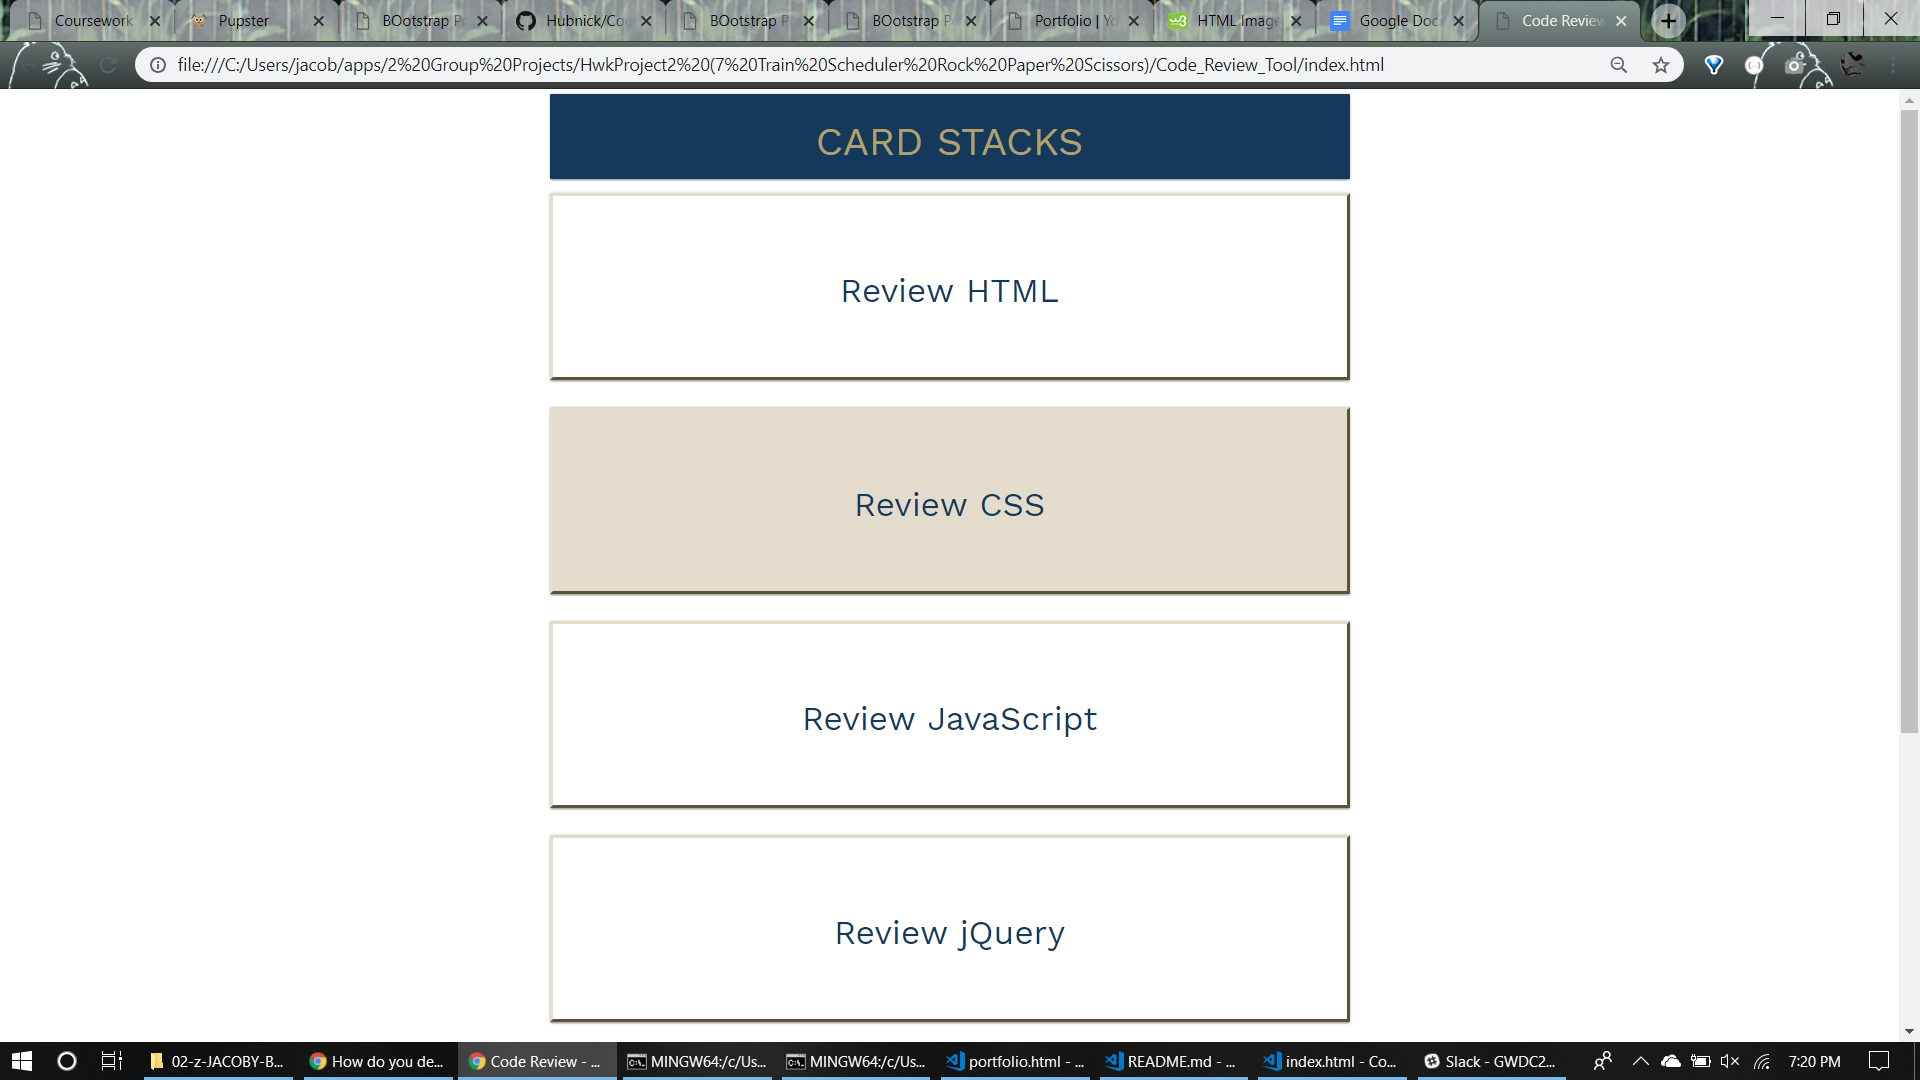 Coursework
Pupster
BOotstrap Po
Hubnick/Co
BOotstrap P
BOotstrap Po
Portfolio | Yo
w3
HTML Image
Google Doc
Code Review
file:///C:/Users/jacob/apps/2%20Group%20Projects/HwkProject2%20(7%20Train%20Scheduler%20Rock%20Paper%20Scissors)/Code_Review_Tool/index.html
CARD STACKS
Review HTML
Review CSS
Review JavaScript
Review jQuery
02-z-JACOBY-B...
How do you de...
Code Review - ...
MINGW64:/c/Us...
MINGW64:/c/Us...
portfolio.html - ...
README.md - ...
index.html - Co...
Slack - GWDC2...
7:20 PM